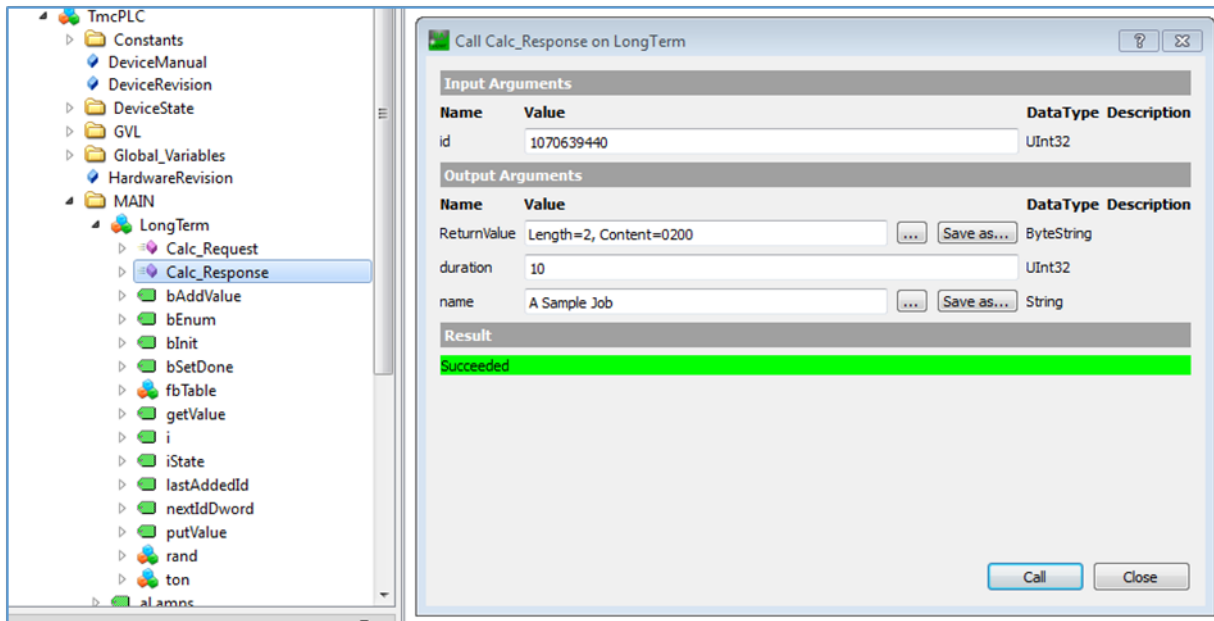 TmcPLC
Constants
DeviceManual
DeviceRevision
DeviceState
GVL
Global_Variables
HardwareRevision
MAIN
LongTerm
Calc_Request
Calc_Response
bAddValue
bEnum
bInit
bSetDone
fbTable
getValue
i
iState
lastAddedId
nextIdDword
putValue
rand
ton
aLamps
Call Calc_Response on LongTerm
Input Arguments
Name Value DataType Description
id 1070639440 UInt32
Output Arguments
Name Value DataType Description
ReturnValue Length=2, Content=0200 ... Save as... ByteString
duration 10 UInt32
name A Sample Job ... Save as... String
Result
Succeeded
Call Close